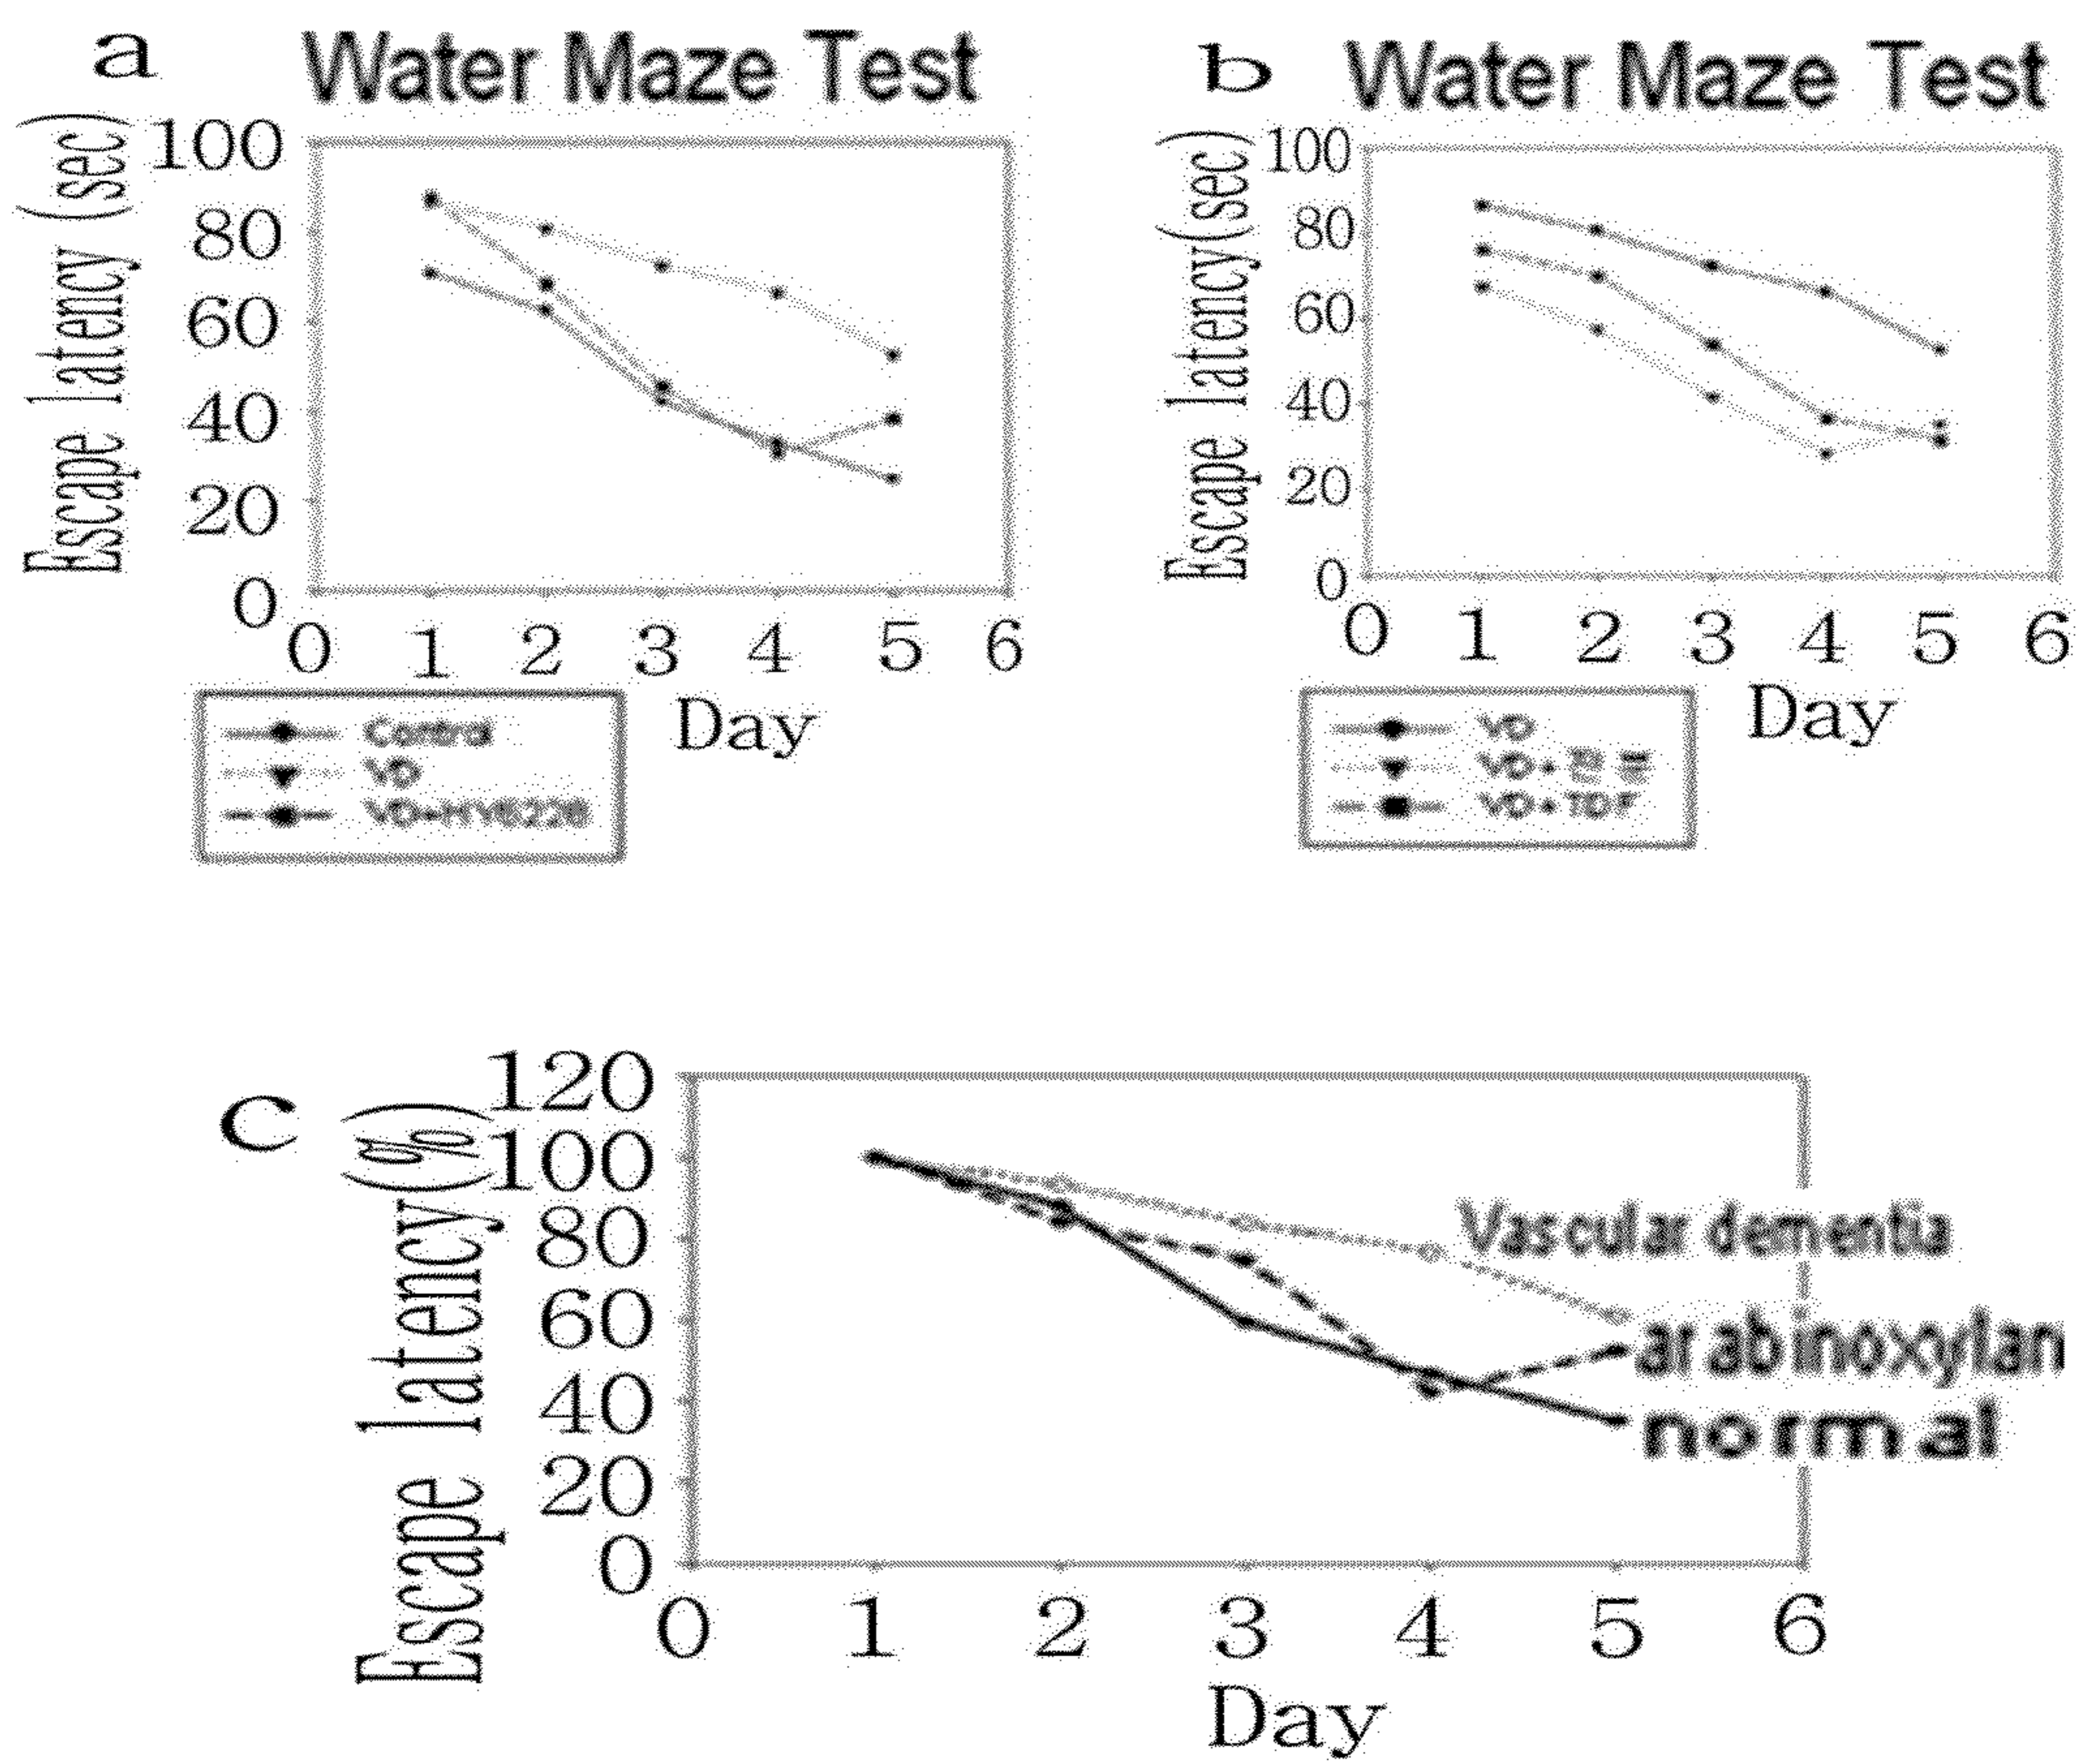 a
Water Maze Test
Escape latency (sec)
100
80
60
40
20
0
0 1 2 3 4 5 6
Day
Control
VD
b
Water Maze Test
Escape latency(sec)
100
80
60
40
20
0
0 1 2 3 4 5 6
Day
VD
VD+
VD+TDF
c
Escape latency(%)
120
100
80
60
40
20
0
0 1 2 3 4 5 6
Day
Vascular dementia
arabinoxylan
normal